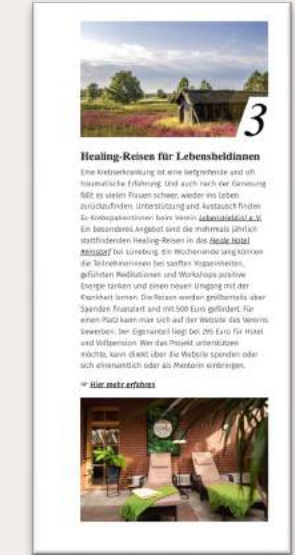 3
Healing-Reisen für Lebensheldinnen
Eine Krebserkrankung ist eine tiefgreifende und oft
traumatische Erfahrung. Und auch nach der Genesung
fällt es vielen Frauen schwer, wieder ins Leben
zurückzufinden. Unterstützung und Austausch finden
Ex-Krebspatientinnen beim Verein Lebensheldin! e.V.
Ein besonderes Angebot sind die mehrmals jährlich
stattfindenden Healing-Reisen in das Heide Hotel
Reinstorf bei Lüneburg. Ein Wochenende lang können
die Teilnehmerinnen bei sanften Yogaeinheiten,
geführten Meditationen und Workshops positive
Energie tanken und einen neuen Umgang mit der
Krankheit lernen. Die Reisen werden größtenteils über
Spenden finanziert und mit 500 Euro gefördert. Für
einen Platz kann man sich auf der Website des Vereins
bewerben. Der Eigenanteil liegt bei 295 Euro für Hotel
und Vollpension. Wer das Projekt unterstützen
möchte, kann direkt über die Website spenden oder
sich ehrenamtlich oder als Mentorin einbringen.
☞ Hier mehr erfahren